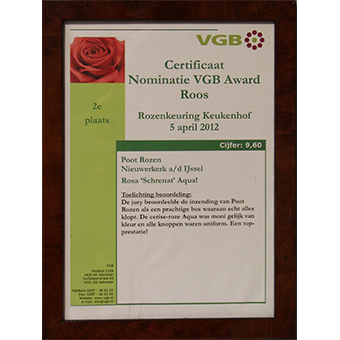 VGB
Certificaat
Nominatie VGB Award
Roos
2e
plaats
Rozenkeuring Keukenhof
5 april 2012
Cijfer: 9,60
Poot Rozen
Nieuwerkerk a/d IJssel
Rosa ‘Schrenat’ Aqua!
Toelichting beoordeling:
De jury beoordeelde de inzending van Poot
Rozen als een prachtige bos waaraan echt alles
klopt. De cerise-roze Aqua was mooi gelijk van
kleur en alle knoppen waren uniform. Een top-
prestatie!
VGB